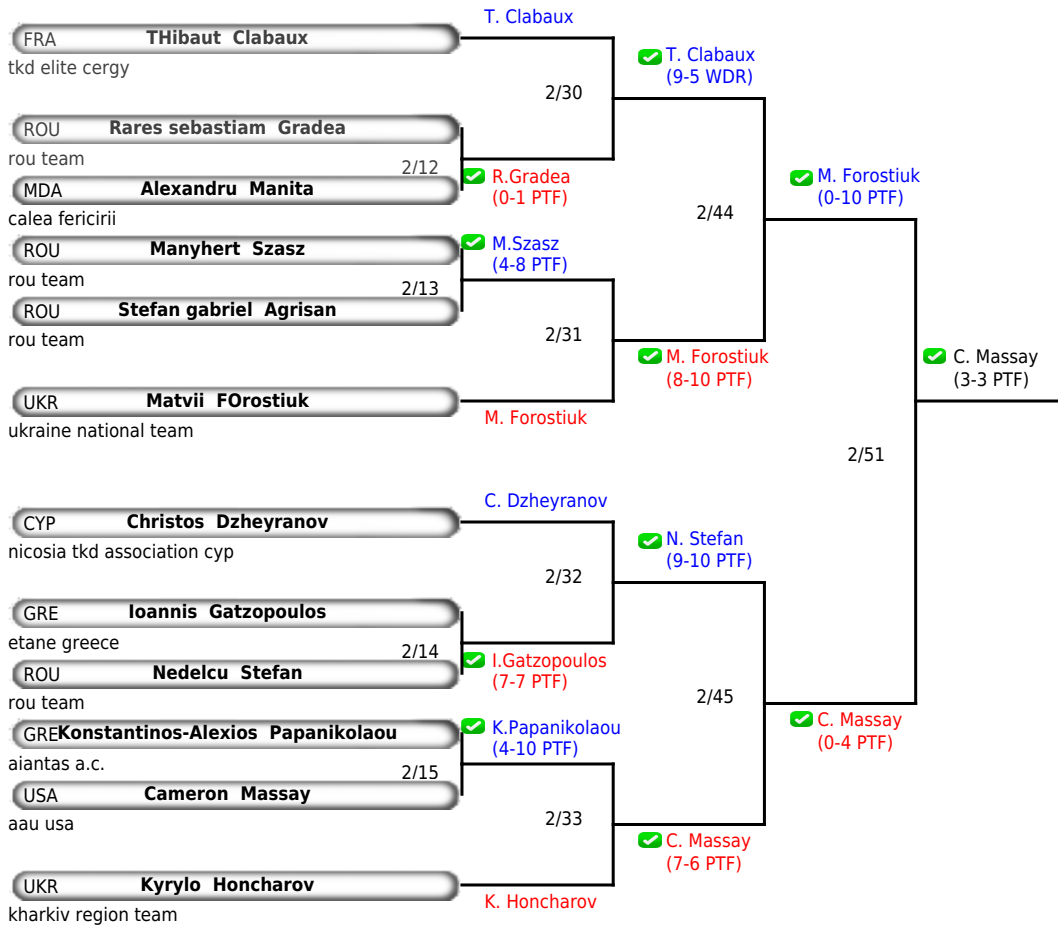 T. Clabaux
FRA THibaut Clabaux
tkd elite cergy
T. Clabaux
(9-5 WDR)
2/30
ROU Rares sebastiam Gradea
rou team
2/12
R.Gradea
(0-1 PTF)
MDA Alexandru Manita
calea fericirii
M. Forostiuk
(0-10 PTF)
2/44
ROU Manyhert Szasz
rou team
M.Szasz
(4-8 PTF)
2/13
ROU Stefan gabriel Agrisan
rou team
2/31
M. Forostiuk
(8-10 PTF)
C. Massay
(3-3 PTF)
UKR Matvii FOrostiuk
ukraine national team
M. Forostiuk
2/51
C. Dzheyranov
CYP Christos Dzheyranov
nicosia tkd association cyp
N. Stefan
(9-10 PTF)
2/32
GRE Ioannis Gatzopoulos
etane greece
2/14
I.Gatzopoulos
(7-7 PTF)
ROU Nedelcu Stefan
rou team
2/45
C. Massay
(0-4 PTF)
GRE Konstantinos-Alexios Papanikolaou
aiantas a.c.
K.Papanikolaou
(4-10 PTF)
2/15
USA Cameron Massay
aau usa
2/33
C. Massay
(7-6 PTF)
UKR Kyrylo Honcharov
kharkiv region team
K. Honcharov